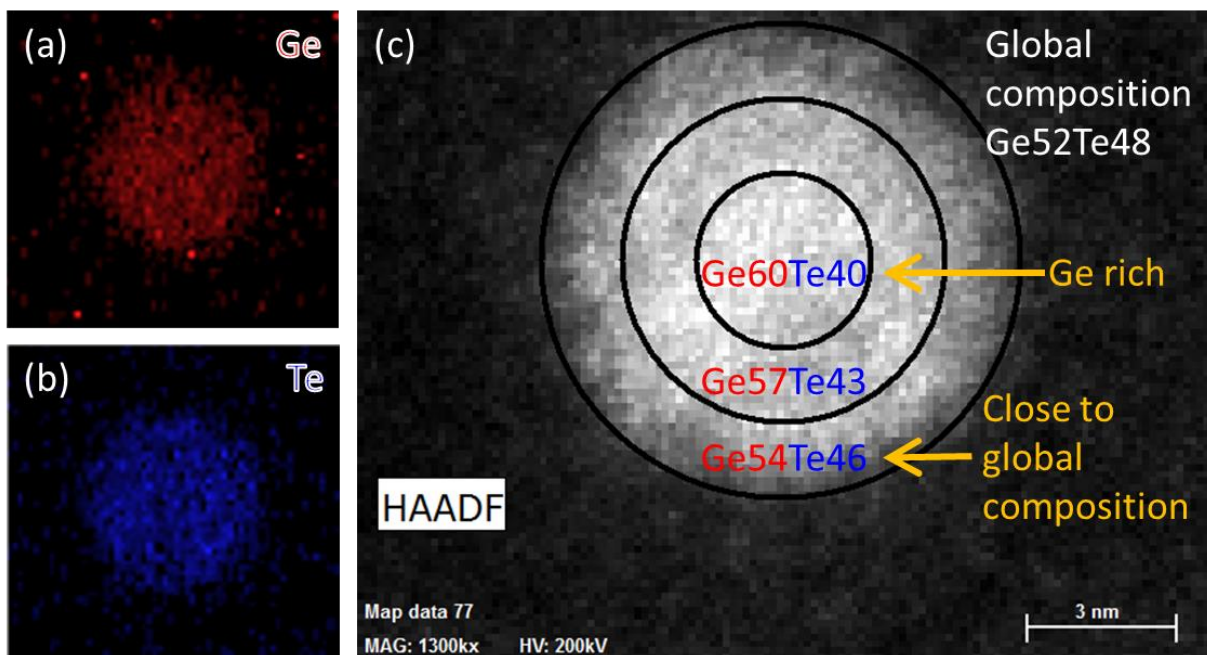 (a)
Ge
(b)
Te
(c)
Global
composition
Ge52Te48
Ge60Te40
Ge rich
Ge57Te43
Close to
Ge54Te46
global
composition
HAADF
Map data 77
MAG: 1300kx HV: 200kV
3 nm